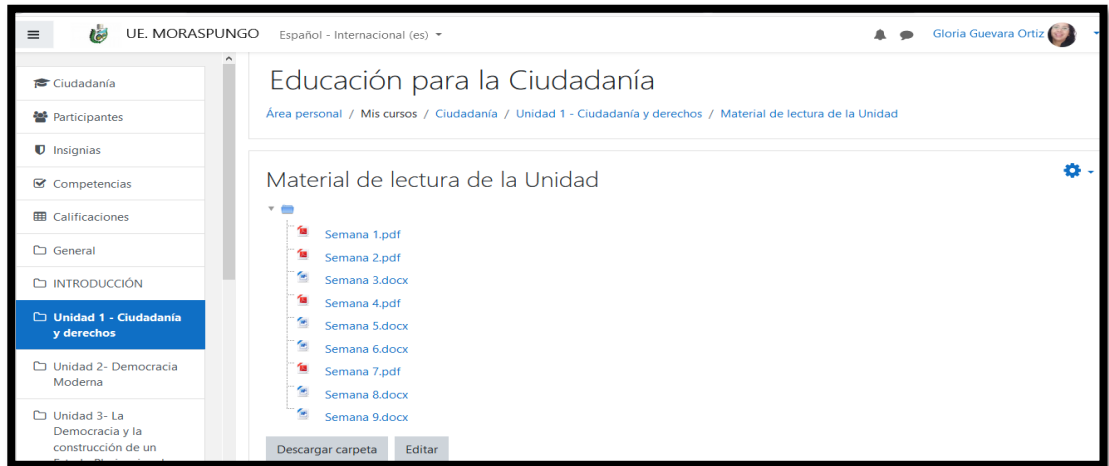 UE. MORASPUNGO Español - Internacional (es) Gloria Guevara Ortiz
Ciudadanía
Participantes
Insignias
Competencias
Calificaciones
General
INTRODUCCIÓN
Unidad 1 - Ciudadanía
y derechos
Unidad 2- Democracia
Moderna
Unidad 3- La
Democracia y la
construcción de un
Educación para la Ciudadanía
Área personal / Mis cursos / Ciudadanía / Unidad 1 - Ciudadanía y derechos / Material de lectura de la Unidad
Material de lectura de la Unidad
Semana 1.pdf
Semana 2.pdf
Semana 3.docx
Semana 4.pdf
Semana 5.docx
Semana 6.docx
Semana 7.pdf
Semana 8.docx
Semana 9.docx
Descargar carpeta Editar